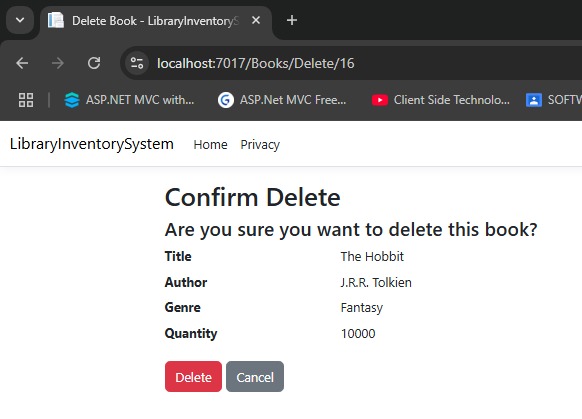 Delete Book - LibraryInventoryS
localhost:7017/Books/Delete/16
ASP.NET MVC with... ASP.Net MVC Free... Client Side Technolo... SOFTW
LibraryInventorySystem Home Privacy
Confirm Delete
Are you sure you want to delete this book?
Title The Hobbit
Author J.R.R. Tolkien
Genre Fantasy
Quantity 10000
Delete Cancel